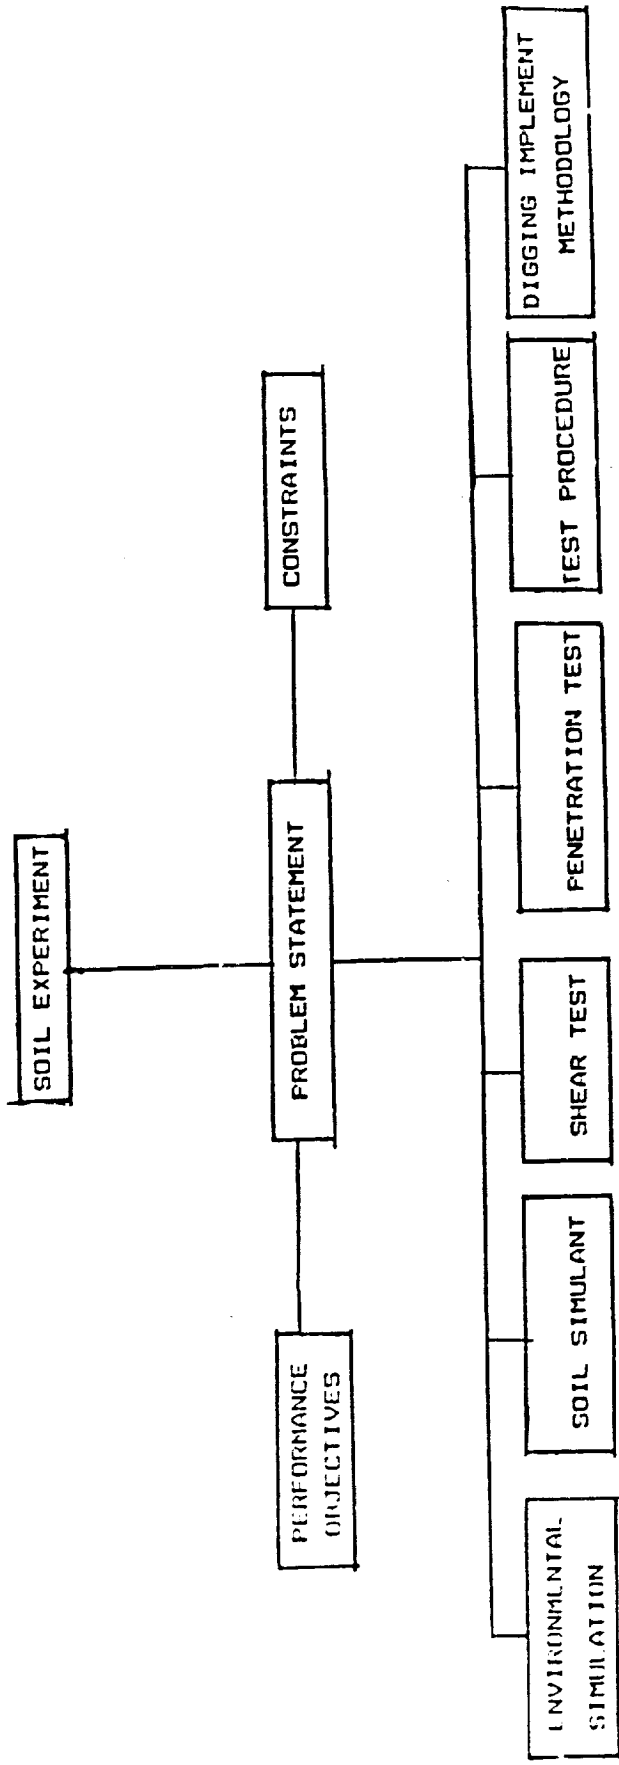 SOIL EXPERIMENT
PERFORMANCE
OBJECTIVES
PROBLEM STATEMENT
CONSTRAINTS
ENVIRONMENTAL
SIMULATION
SOIL SIMULANT
SHEAR TEST
PENETRATION TEST
TEST PROCEDURE
DIGGING IMPLEMENT
METHODOLOGY